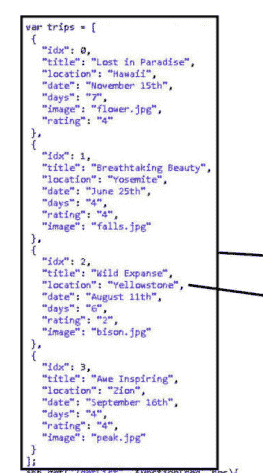 var trips = [
{
"idx": 0,
"title": "Lost in Paradise",
"location": "Hawaii",
"date": "November 15th",
"days": "7",
"image": "flower.jpg",
"rating": "4"
},
{
"idx": 1,
"title": "Breathtaking Beauty",
"location": "Yosemite",
"date": "June 25th",
"days": "4",
"rating": "4",
"image": "falls.jpg"
},
{
"idx": 2,
"title": "Wild Expanse",
"location": "Yellowstone",
"date": "August 11th",
"days": "6",
"rating": "2",
"image": "bison.jpg"
},
{
"idx": 3,
"title": "Awe Inspiring",
"location": "Zion",
"date": "September 16th",
"days": "4",
"rating": "4",
"image": "peak.jpg"
}
];